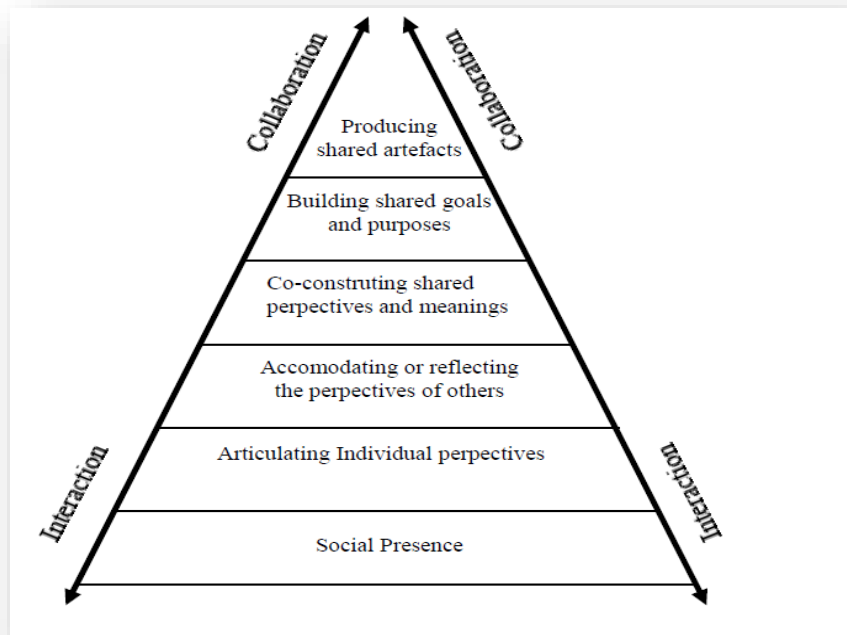 Collaboration
Collaboration
Producing
shared artefacts
Building shared goals
and purposes
Co-construting shared
perpectives and meanings
Accomodating or reflecting
the perpectives of others
Articulating Individual perpectives
Interaction
Interaction
Social Presence